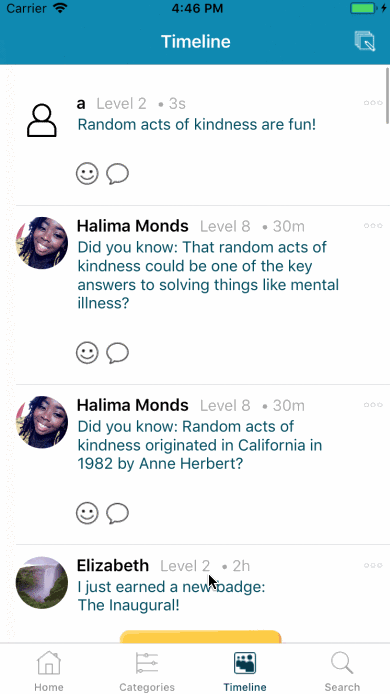 Carrier 4:46 PM
Timeline
a Level 2 • 3s
Random acts of kindness are fun!
Halima Monds Level 8 • 30m
Did you know: That random acts of
kindness could be one of the key
answers to solving things like mental
illness?
Halima Monds Level 8 • 30m
Did you know: Random acts of
kindness originated in California in
1982 by Anne Herbert?
Elizabeth Level 2 • 2h
I just earned a new badge:
The Inaugural!
Home Categories Timeline Search